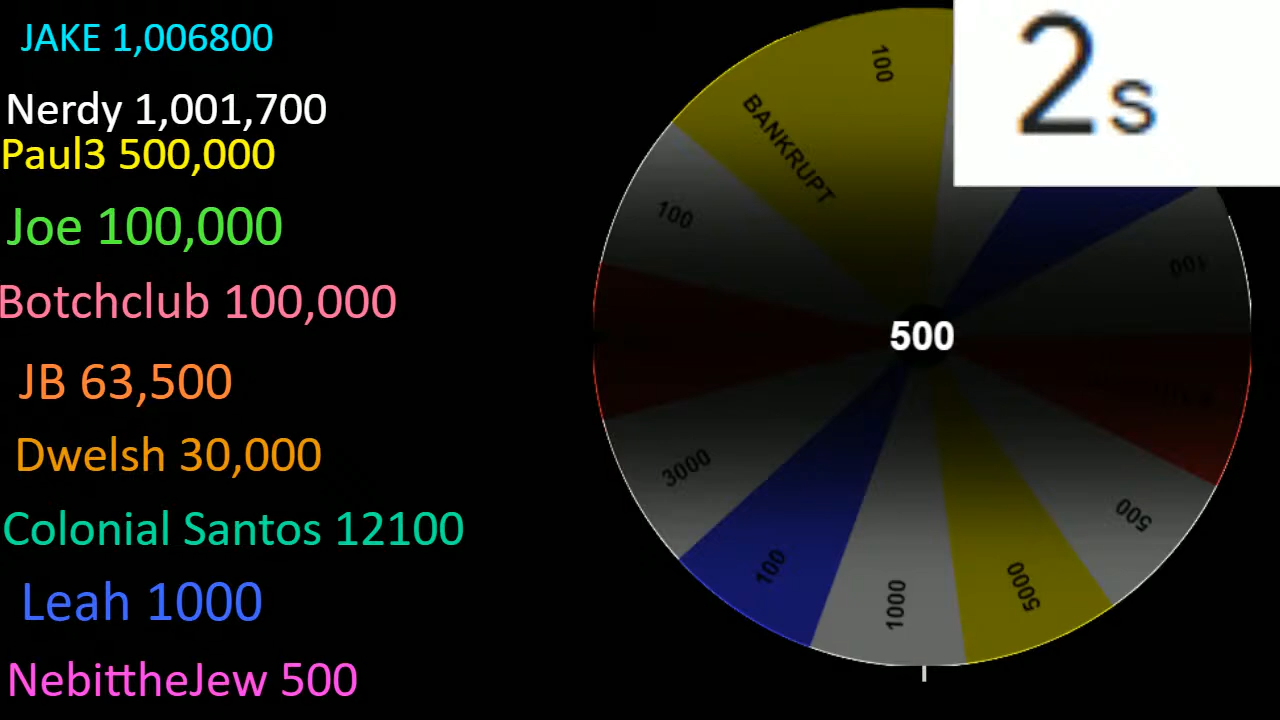 JAKE 1,006800
Nerdy 1,001,700
Paul3 500,000
Joe 100,000
Botchclub 100,000
JB 63,500
Dwelsh 30,000
Colonial Santos 12100
Leah 1000
NebittheJew 500
2s
100
BANKRUPT
100
100
500
3000
500
100
1000
5000